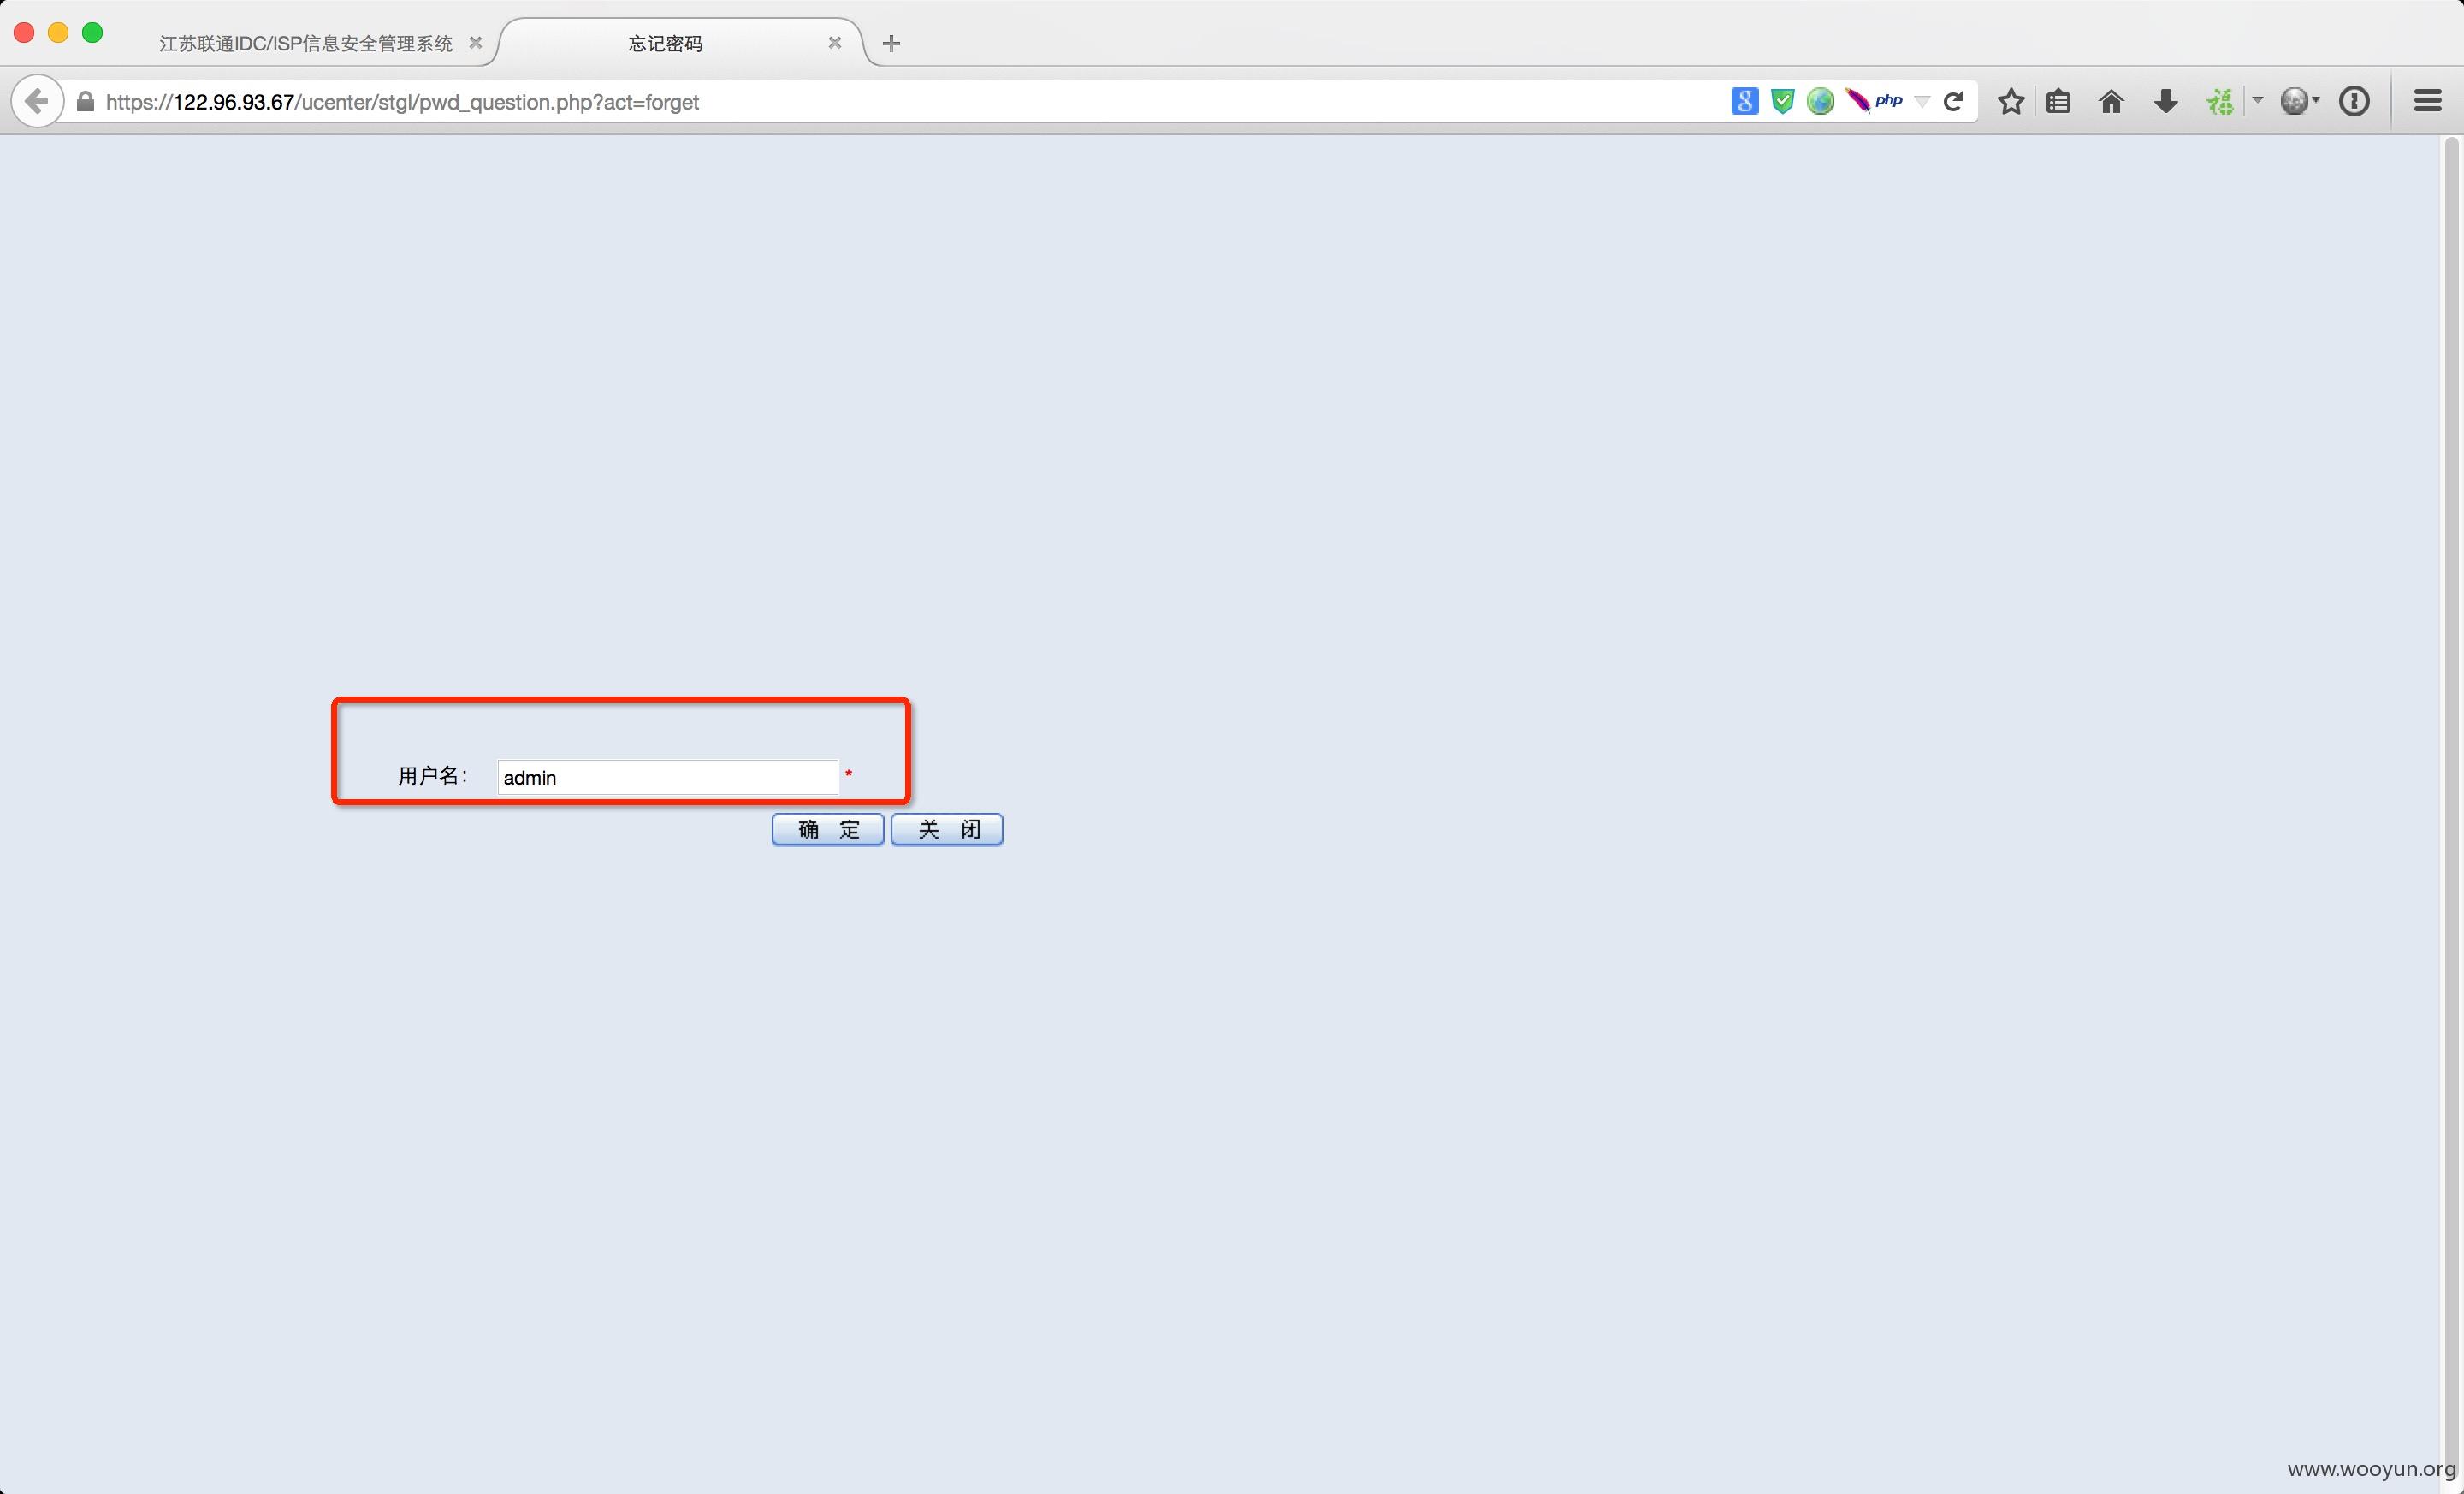 江苏联通IDC/ISP信息安全管理系统
忘记密码
https://122.96.93.67/ucenter/stgl/pwd_question.php?act=forget
8
php
福
用户名：
admin
*
确 定
关 闭
www.wooyun.org